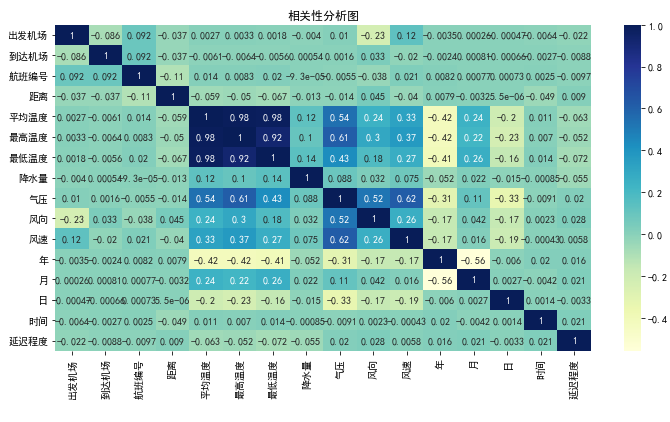 相关性分析图
出发机场 1 -0.086 0.092 -0.037 0.0027 0.0033 0.0018 -0.004 0.01 -0.23 0.12 -0.0035 0.00026 -0.00047 -0.0064 -0.022
到达机场 -0.086 1 0.092 -0.037 -0.0061 -0.0064 -0.0056 0.00054 0.0016 0.033 -0.02 -0.0024 0.00081 -0.00066 -0.0027 -0.0088
航班编号 0.092 0.092 1 -0.11 0.014 0.0083 0.02 -9.3e-05 -0.0055 -0.038 0.021 0.0082 0.00077 0.00073 0.0025 -0.0097
距离 -0.037 -0.037 -0.11 1 -0.059 -0.05 -0.067 -0.013 -0.014 0.045 -0.04 0.0079 -0.0032 5.5e-06 -0.049 0.009
平均温度 0.0027 -0.0061 0.014 -0.059 1 0.98 0.98 0.12 0.54 0.24 0.33 -0.42 0.24 -0.2 0.011 -0.063
最高温度 0.0033 -0.0064 0.0083 -0.05 0.98 1 0.92 0.1 0.61 0.3 0.37 -0.42 0.22 -0.23 0.007 -0.052
最低温度 0.0018 -0.0056 0.02 -0.067 0.98 0.92 1 0.14 0.43 0.18 0.27 -0.41 0.26 -0.16 0.014 -0.072
降水量 -0.004 0.00054 -9.3e-05 -0.013 0.12 0.1 0.14 1 0.088 0.032 0.075 -0.052 0.022 -0.015 -0.00085 -0.055
气压 0.01 0.0016 -0.0055 -0.014 0.54 0.61 0.43 0.088 1 0.52 0.62 -0.31 0.11 -0.33 -0.0091 0.02
风向 -0.23 0.033 -0.038 0.045 0.24 0.3 0.18 0.032 0.52 1 0.26 -0.17 0.042 -0.17 0.0023 0.028
风速 0.12 -0.02 0.021 -0.04 0.33 0.37 0.27 0.075 0.62 0.26 1 -0.17 0.016 -0.19 -0.00043 0.0058
年 -0.0035 -0.0024 0.0082 0.0079 -0.42 -0.42 -0.41 -0.052 -0.31 -0.17 -0.17 1 -0.56 -0.006 0.02 0.016
月 0.00026 0.00081 0.00077 -0.0032 0.24 0.22 0.26 0.022 0.11 0.042 0.016 -0.56 1 0.0027 -0.0042 0.021
日 -0.00047 -0.00066 0.00073 5.5e-06 -0.2 -0.23 -0.16 -0.015 -0.33 -0.17 -0.19 -0.006 0.0027 1 0.0014 -0.0033
时间 -0.0064 -0.0027 0.0025 -0.049 0.011 0.007 0.014 -0.00085 -0.0091 0.0023 -0.00043 0.02 -0.0042 0.0014 1 0.021
延迟程度 -0.022 -0.0088 -0.0097 0.009 -0.063 -0.052 -0.072 -0.055 0.02 0.028 0.0058 0.016 0.021 -0.0033 0.021 1
出发机场 到达机场 航班编号 距离 平均温度 最高温度 最低温度 降水量 气压 风向 风速 年 月 日 时间 延迟程度
1.0
0.8
0.6
0.4
0.2
0.0
-0.2
-0.4